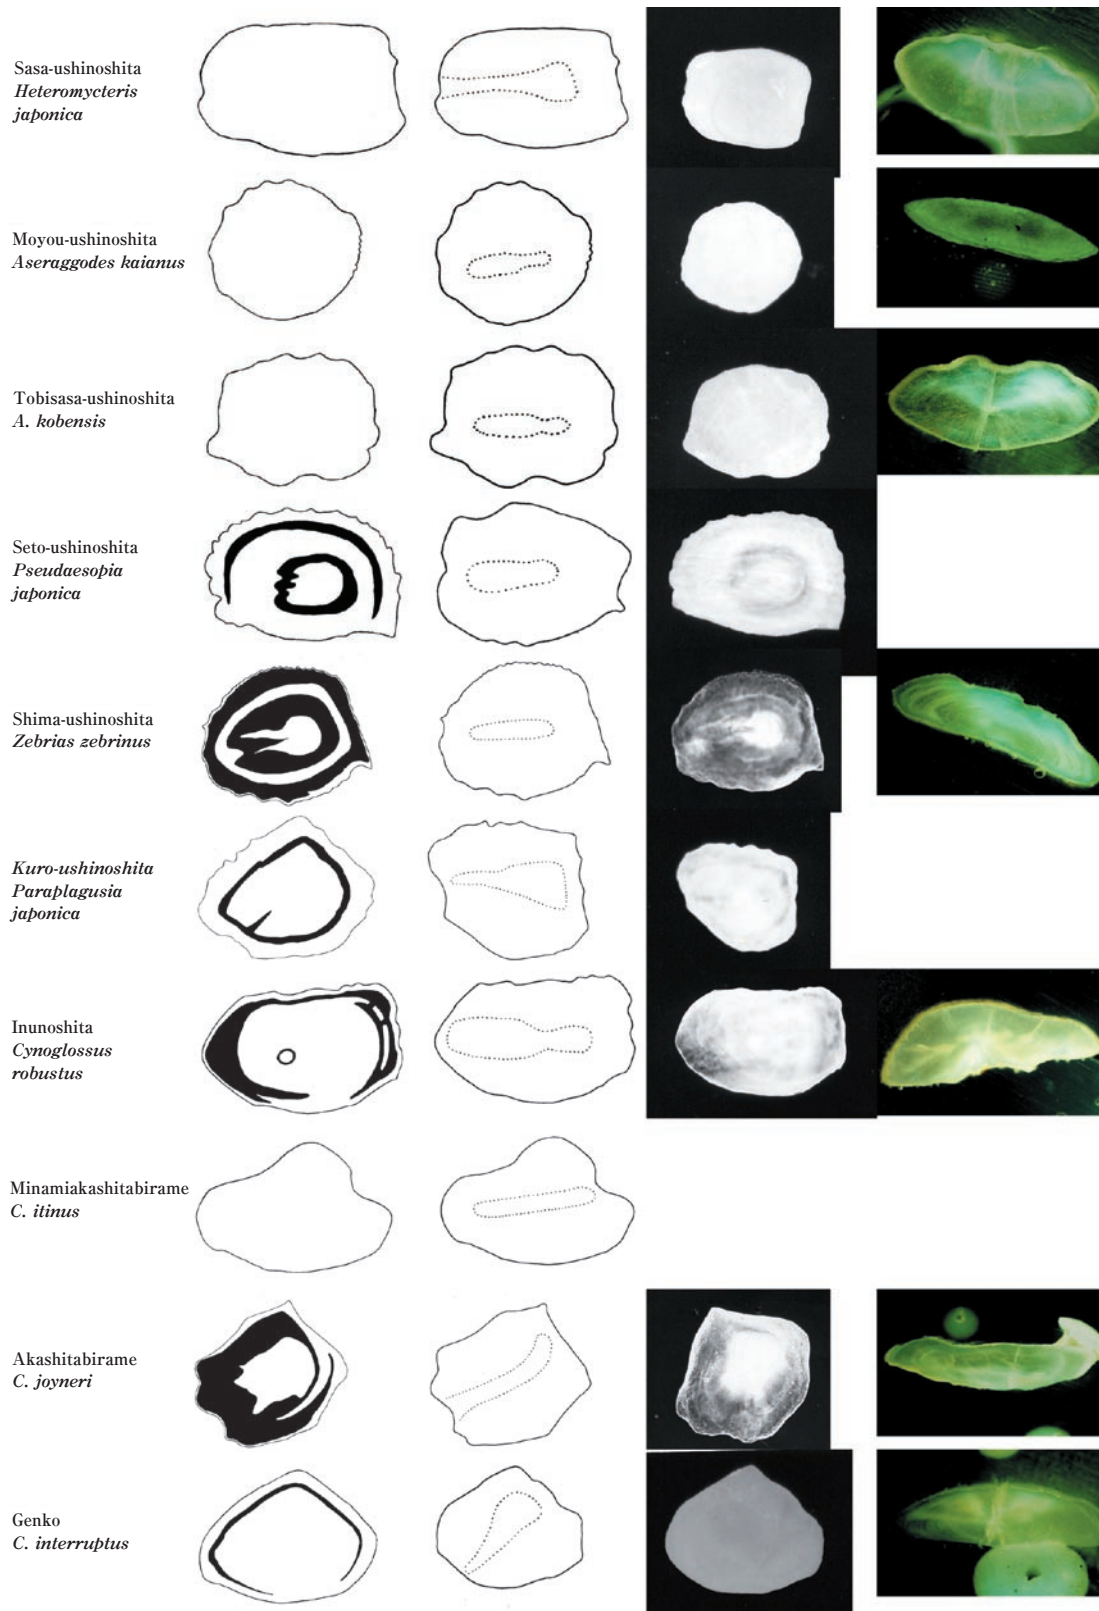 Sasa-ushinoshita
Heteromycteris
japonica
Moyou-ushinoshita
Aseraggodes kaianus
Tobisasa-ushinoshita
A. kobensis
Seto-ushinoshita
Pseudaesopia
japonica
Shima-ushinoshita
Zebrias zebrinus
Kuro-ushinoshita
Paraplagusia
japonica
Inunoshita
Cynoglossus
robustus
Minamiakashitabirame
C. itinus
Akashitabirame
C. joyneri
Genko
C. interruptus